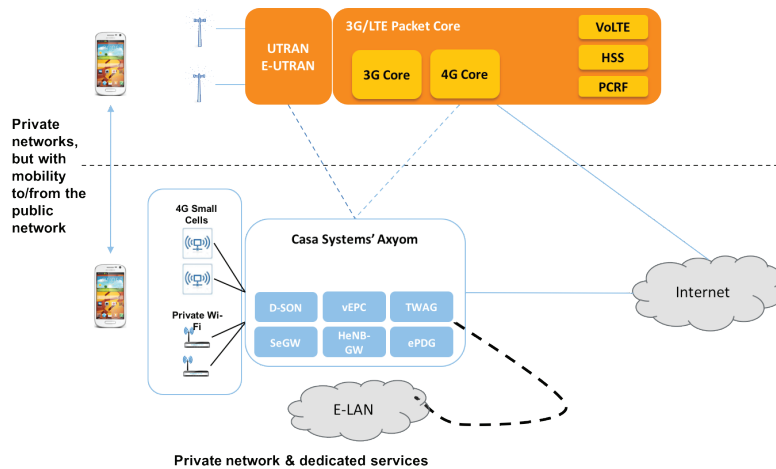 3G/LTE Packet Core
UTRAN
E-UTRAN
3G Core
4G Core
VoLTE
HSS
PCRF
Private
networks,
but with
mobility
to/from the
public
network
4G Small
Cells
Private Wi-
Fi
Casa Systems' Axyom
D-SON
vEPC
TWAG
SeGW
HeNB-
GW
ePDG
Internet
E-LAN
Private network & dedicated services